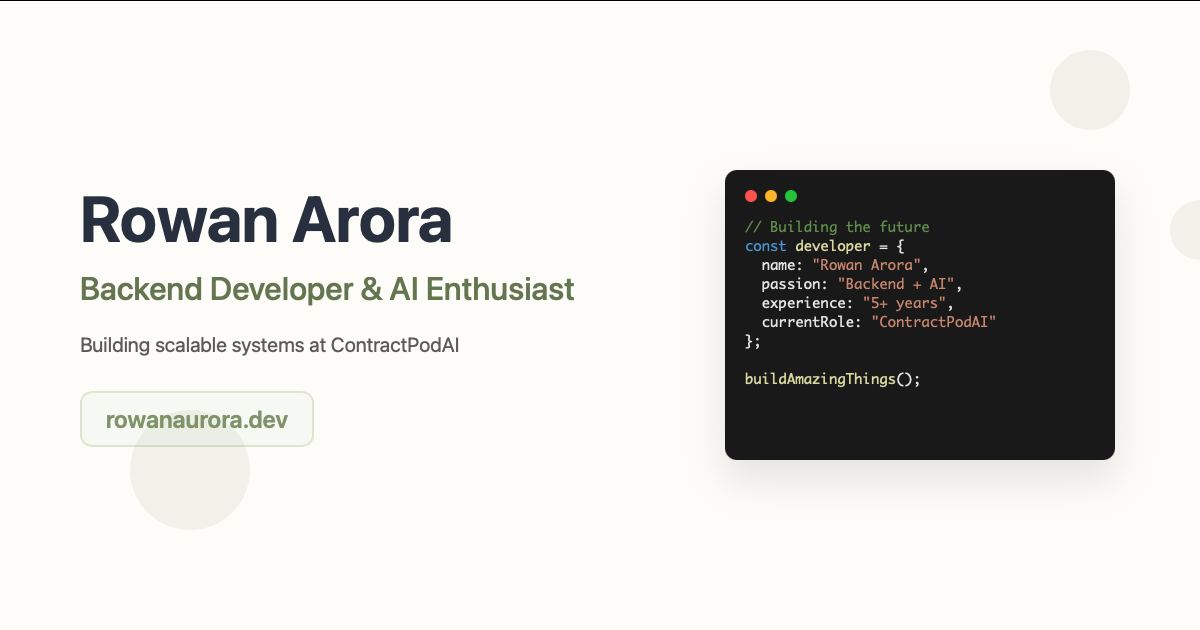 Rowan Arora
Backend Developer & AI Enthusiast
Building scalable systems at ContractPodAI
rowanaurora.dev
// Building the future
const developer = {
  name: "Rowan Arora",
  passion: "Backend + AI",
  experience: "5+ years",
  currentRole: "ContractPodAI"
};
buildAmazingThings();